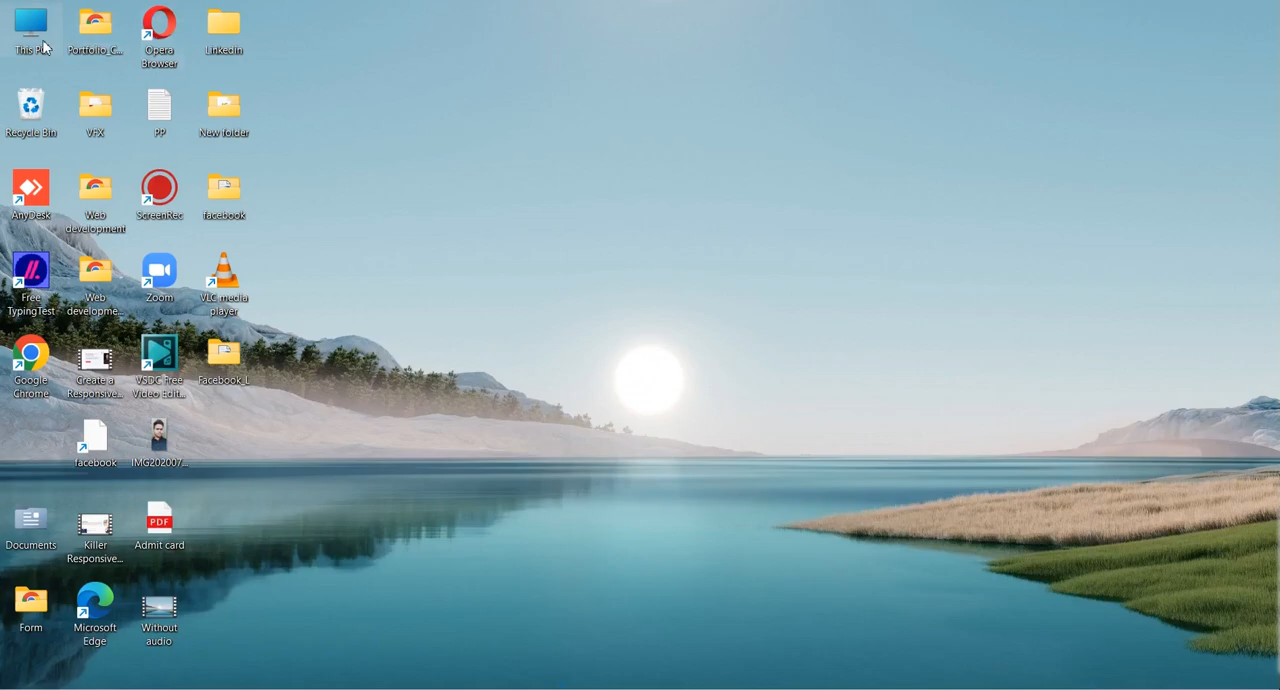 This PC
Portfolio_C...
Opera
Browser
Linkedin
Recycle Bin
VFX
PP
New folder
AnyDesk
Web
development
ScreenRec
facebook
Free
TypingTest
Web
developme...
Zoom
VLC media
player
Google
Chrome
Create a
Responsive...
VSDC Free
Video Edit...
Facebook_L
facebook
IMG202007...
Documents
Killer
Responsive...
PDF
Admit card
Form
Microsoft
Edge
Without
audio